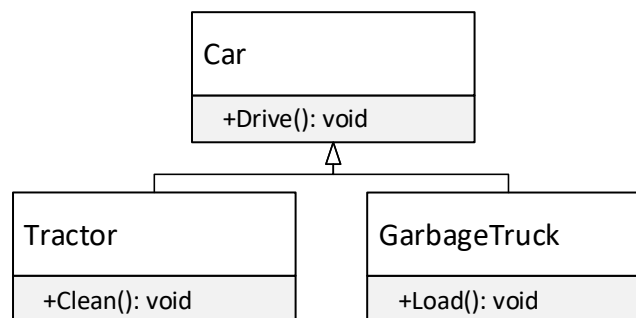 Car
+Drive(): void
Tractor
+Clean(): void
GarbageTruck
+Load(): void